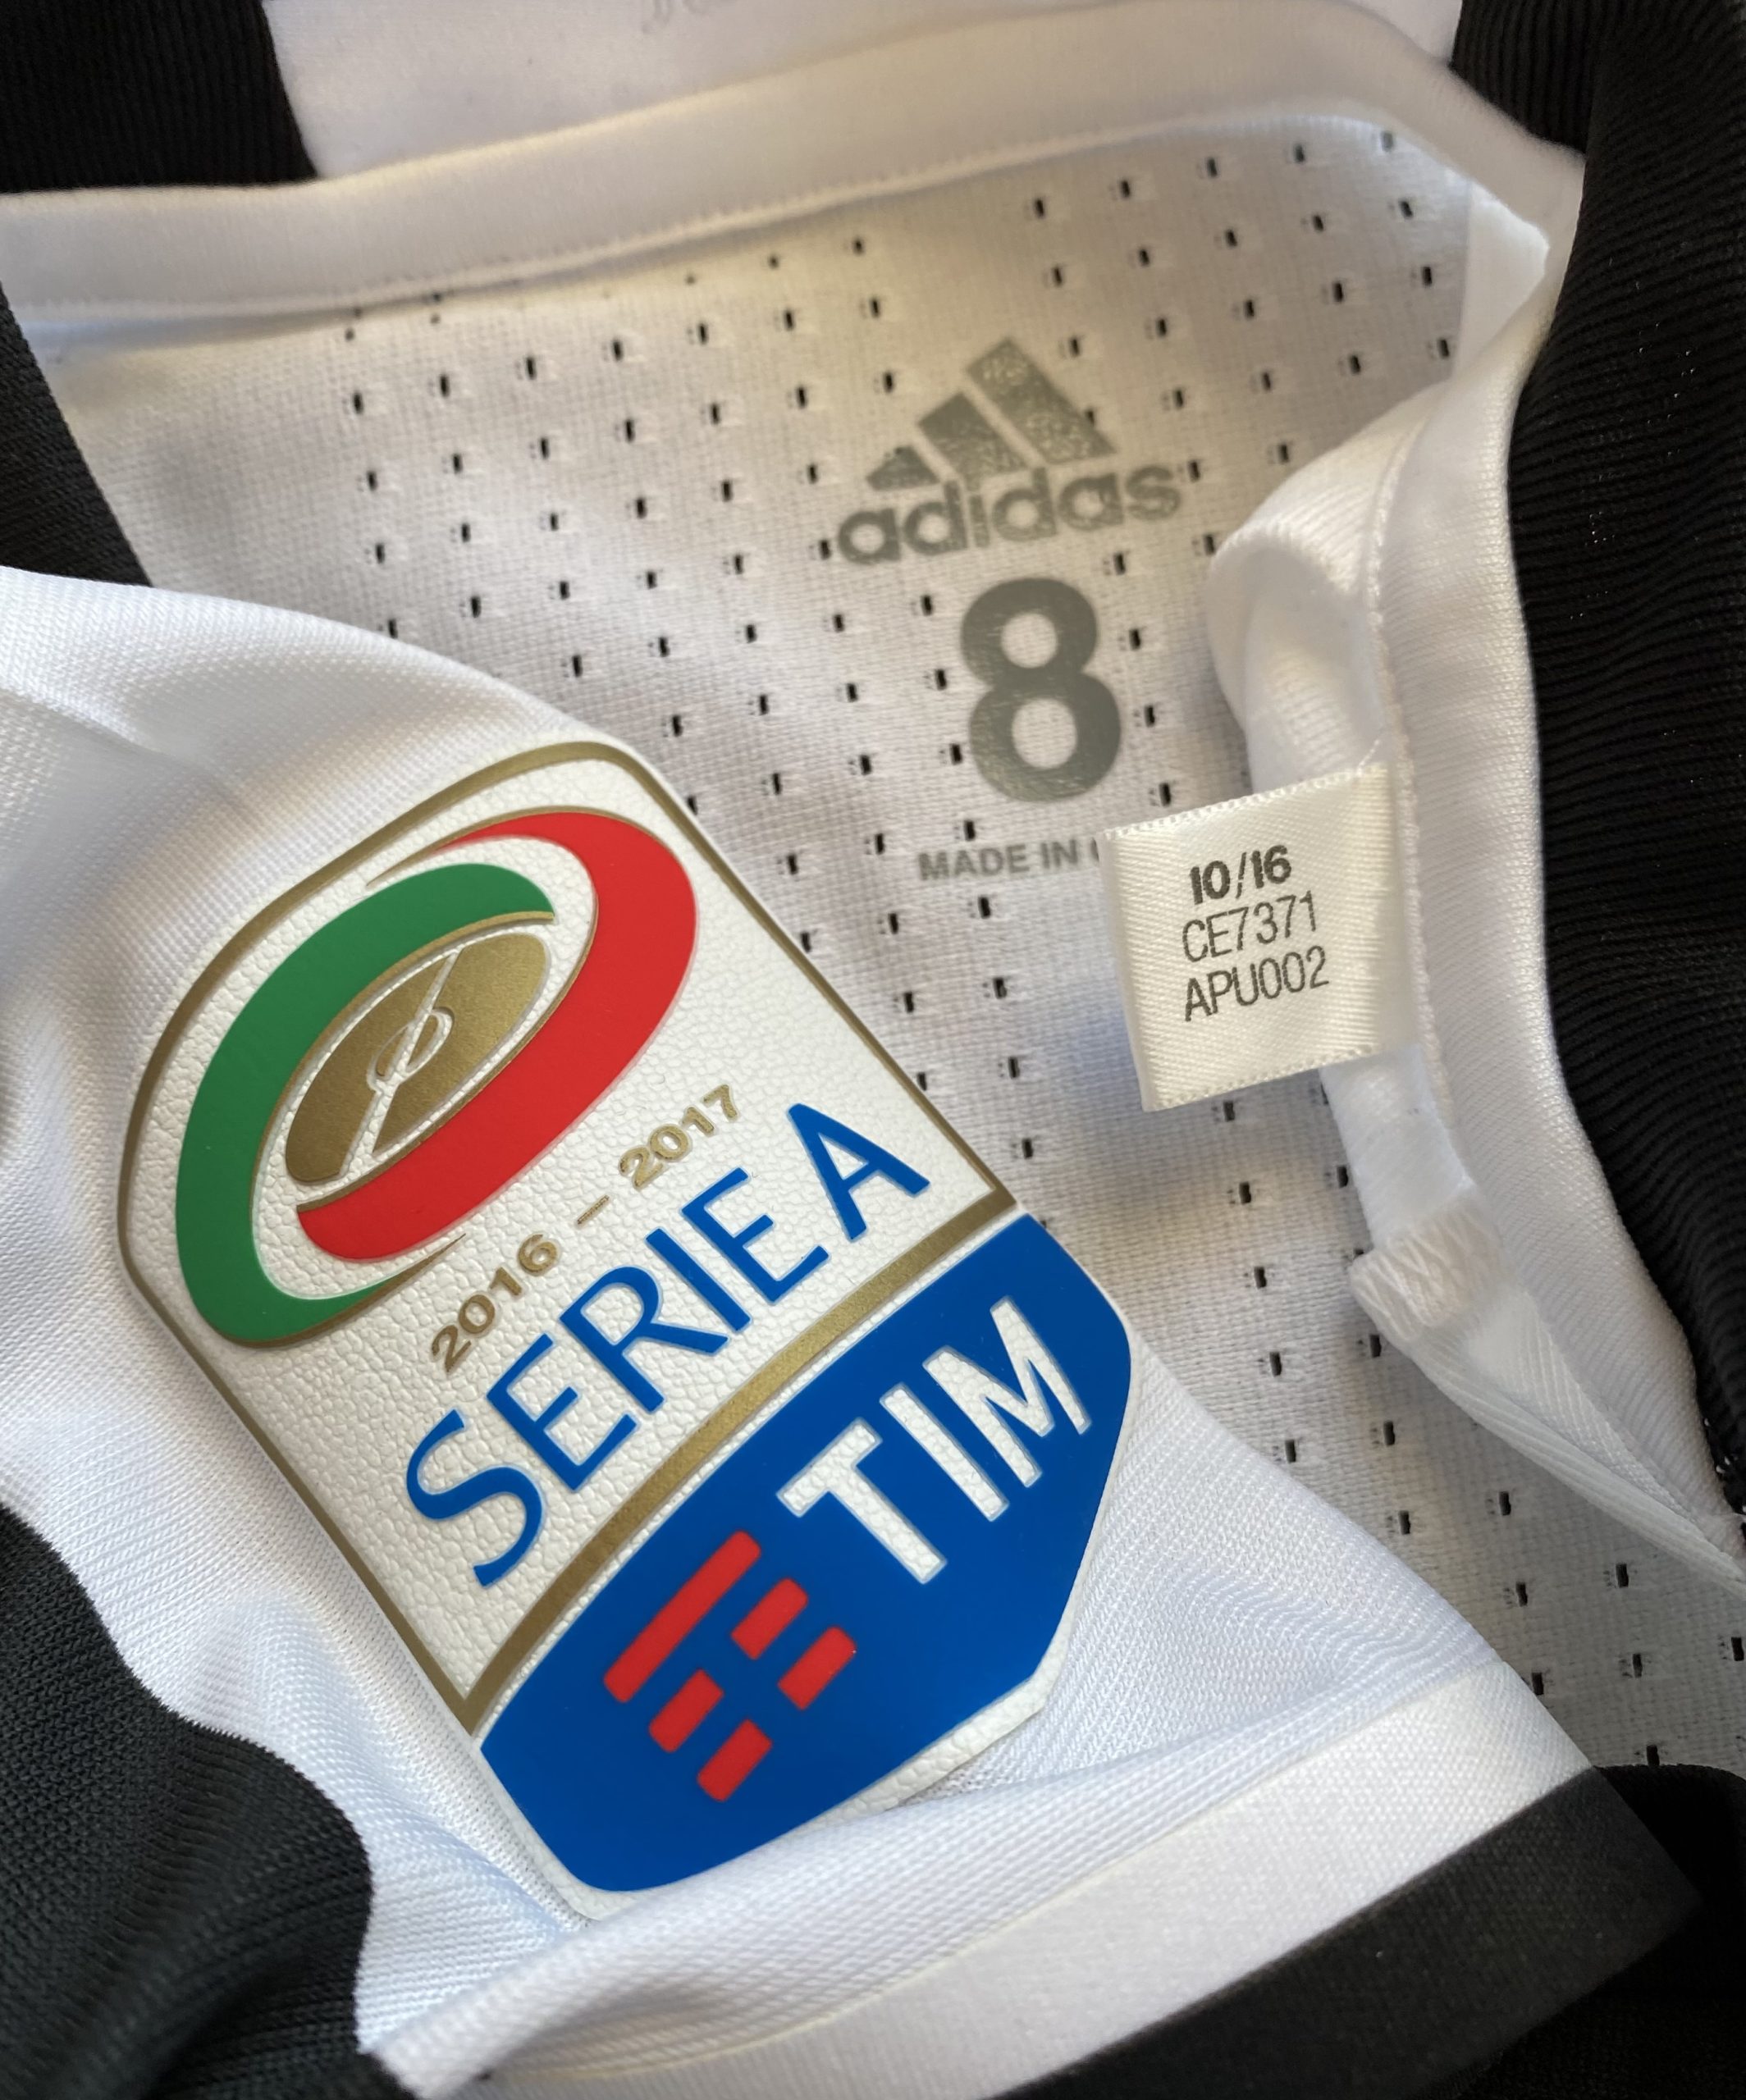 adidas
8
MADE IN
10/16
CE7371
APU002
2016 – 2017
SERIE A
TIM